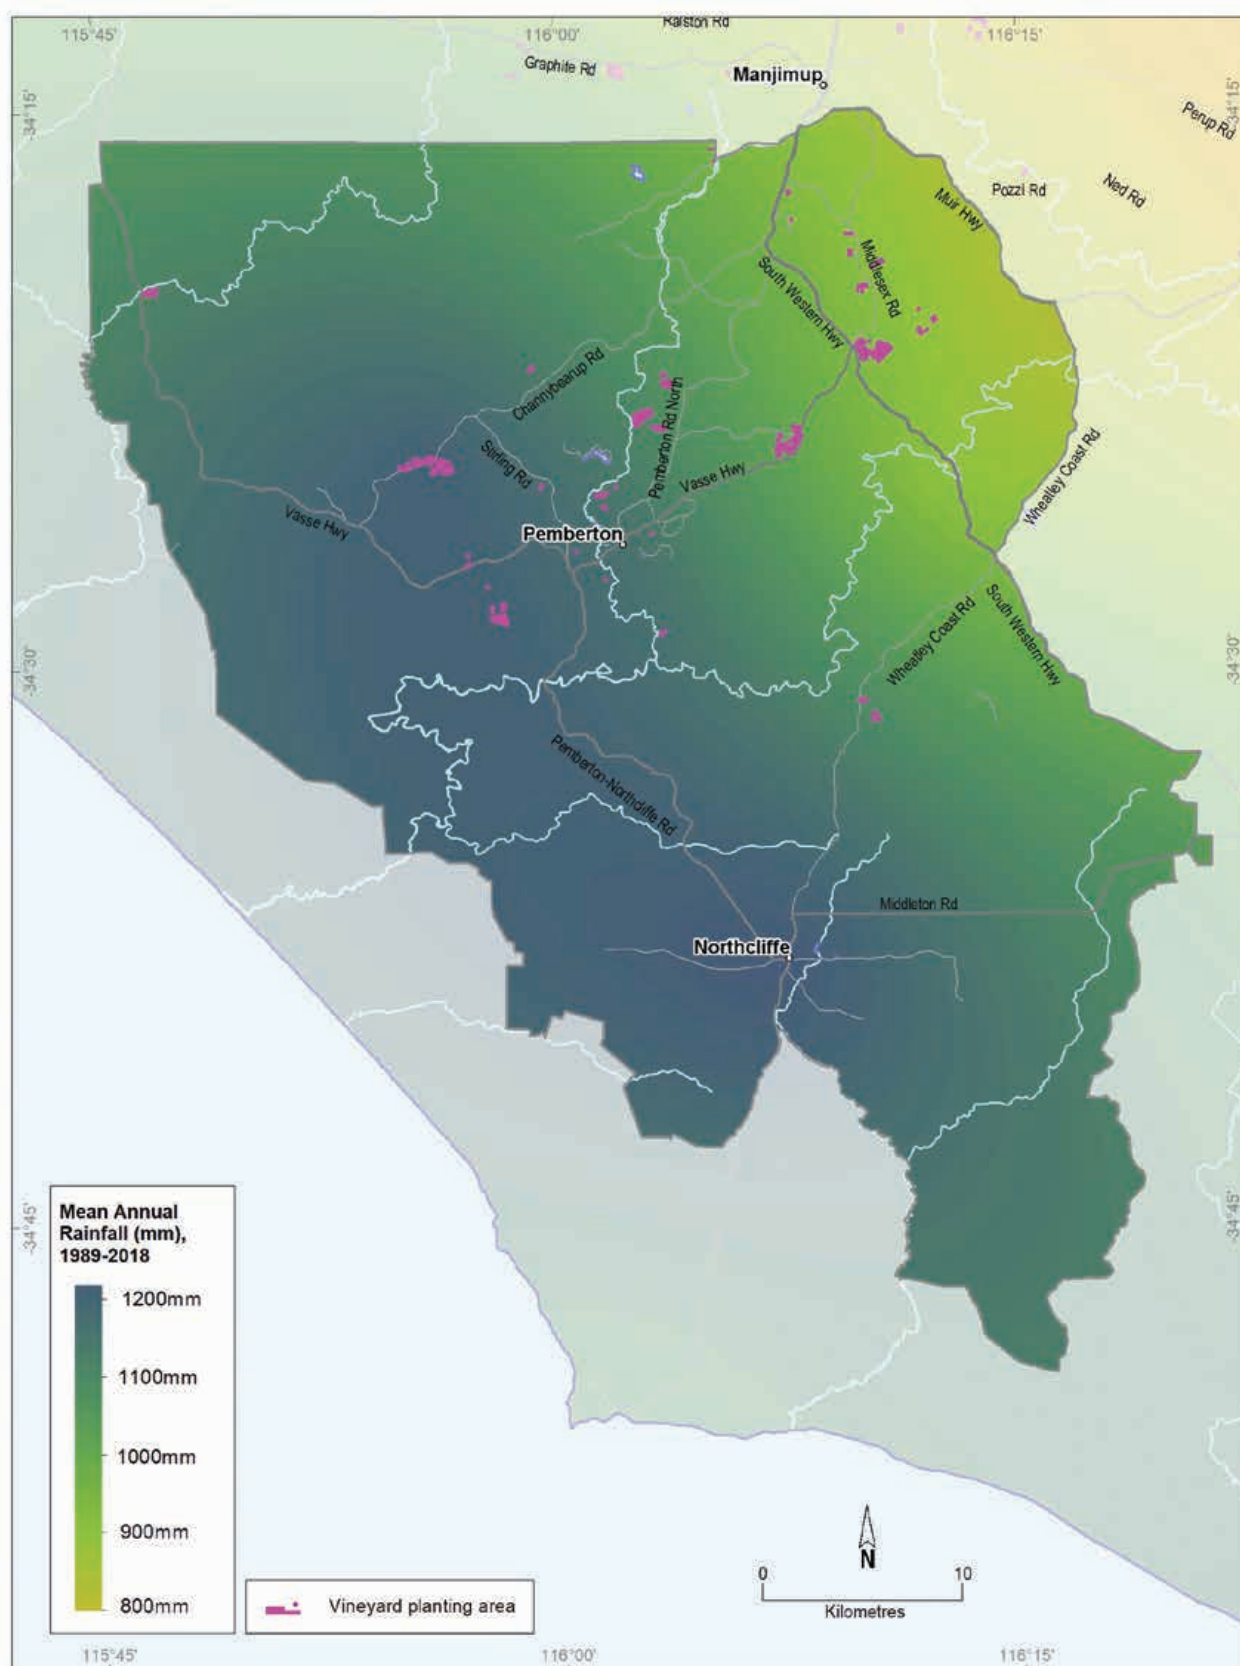 Ralston Rd
115°45'
116°00'
116°15'
Graphite Rd
Manjimup
-34°15'
-34°15'
Perup Rd
Pozzi Rd
Ned Rd
Muir Hwy
Middlesex Rd
South Western Hwy
Channybearup Rd
Pemberton Rd North
Stirling Rd
Vasse Hwy
Wheatley Coast Rd
Vasse Hwy
Pemberton
Wheatley Coast Rd
South Western Hwy
-34°30'
-34°30'
Pemberton-Northcliffe Rd
Middleton Rd
Northcliffe
-34°45'
-34°45'
Mean Annual
Rainfall (mm),
1989-2018
1200mm
1100mm
1000mm
900mm
800mm
Vineyard planting area
N
0 10
Kilometres
115°45'
116°00'
116°15'